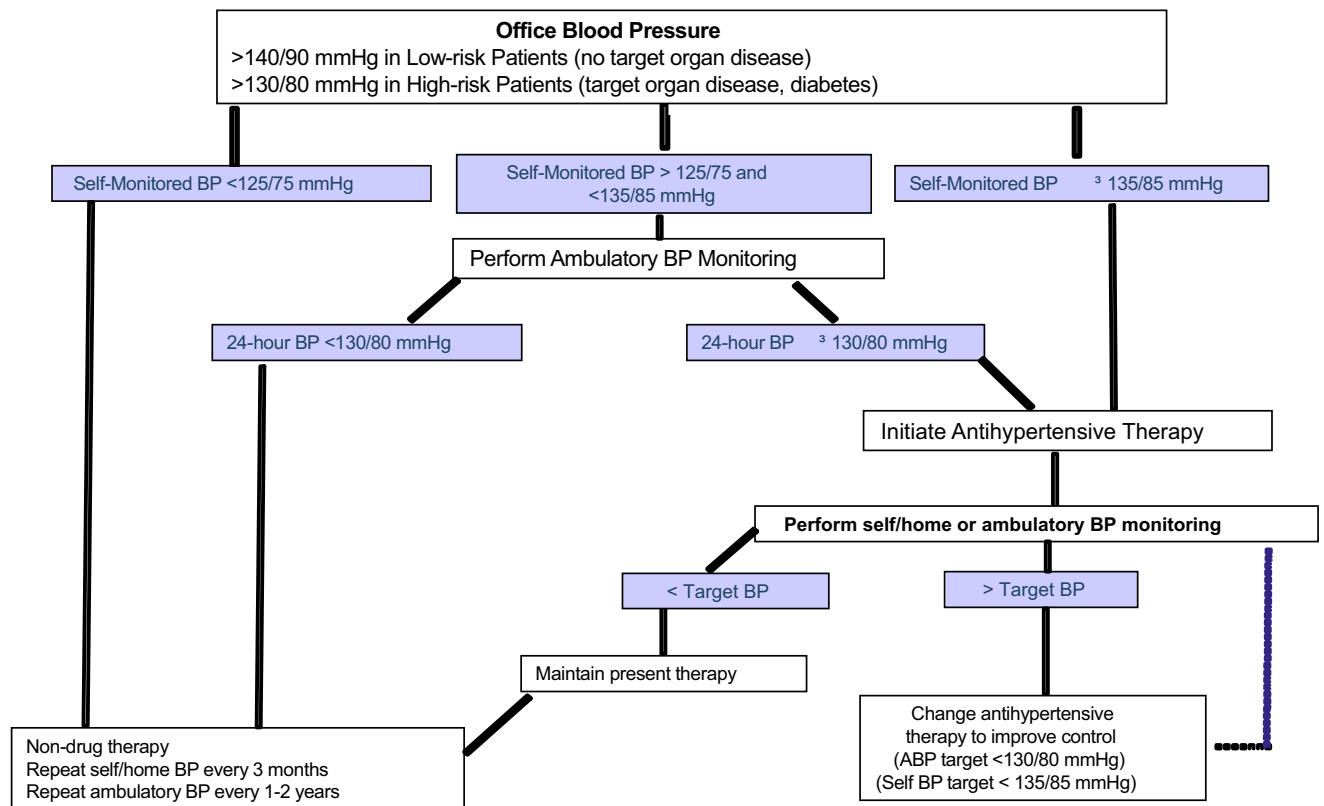 Office Blood Pressure
>140/90 mmHg in Low-risk Patients (no target organ disease)
>130/80 mmHg in High-risk Patients (target organ disease, diabetes)
Self-Monitored BP <125/75 mmHg
Self-Monitored BP > 125/75 and
<135/85 mmHg
Self-Monitored BP ³ 135/85 mmHg
Perform Ambulatory BP Monitoring
24-hour BP <130/80 mmHg
24-hour BP ³ 130/80 mmHg
Initiate Antihypertensive Therapy
Perform self/home or ambulatory BP monitoring
< Target BP
> Target BP
Maintain present therapy
Change antihypertensive
therapy to improve control
(ABP target <130/80 mmHg)
(Self BP target < 135/85 mmHg)
Non-drug therapy
Repeat self/home BP every 3 months
Repeat ambulatory BP every 1-2 years